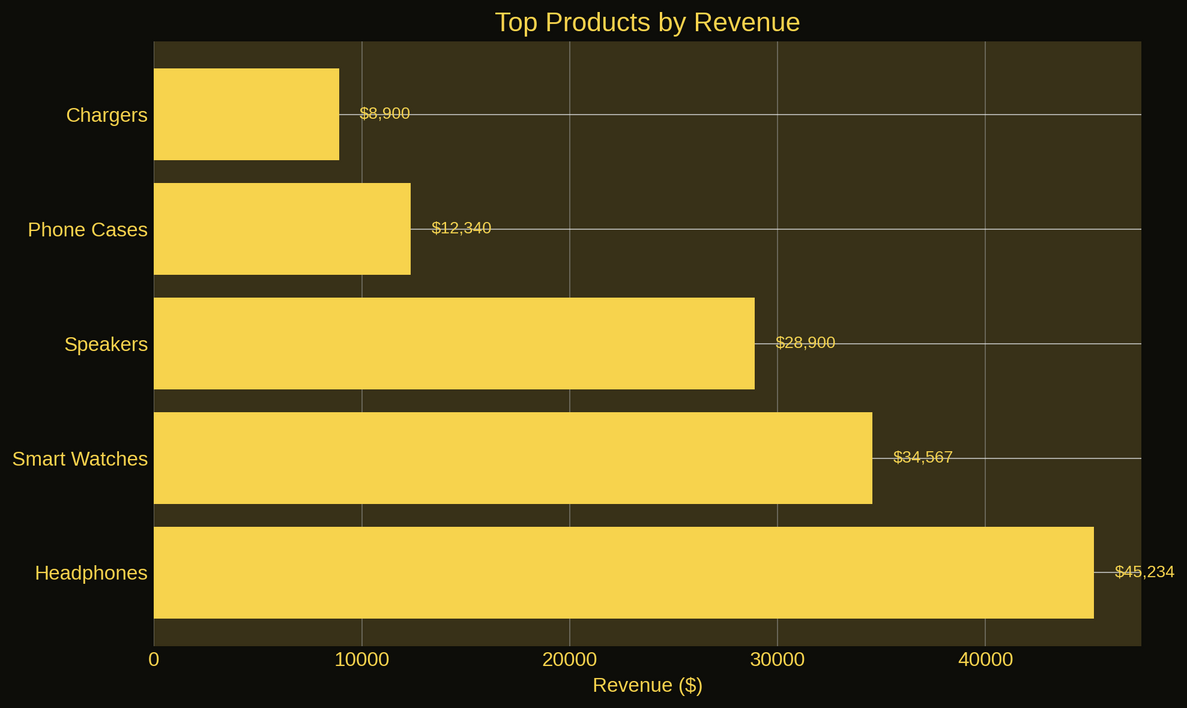 Top Products by Revenue
Chargers
$8,900
Phone Cases
$12,340
Speakers
$28,900
Smart Watches
$34,567
Headphones
$45,234
0 10000 20000 30000 40000
Revenue ($)